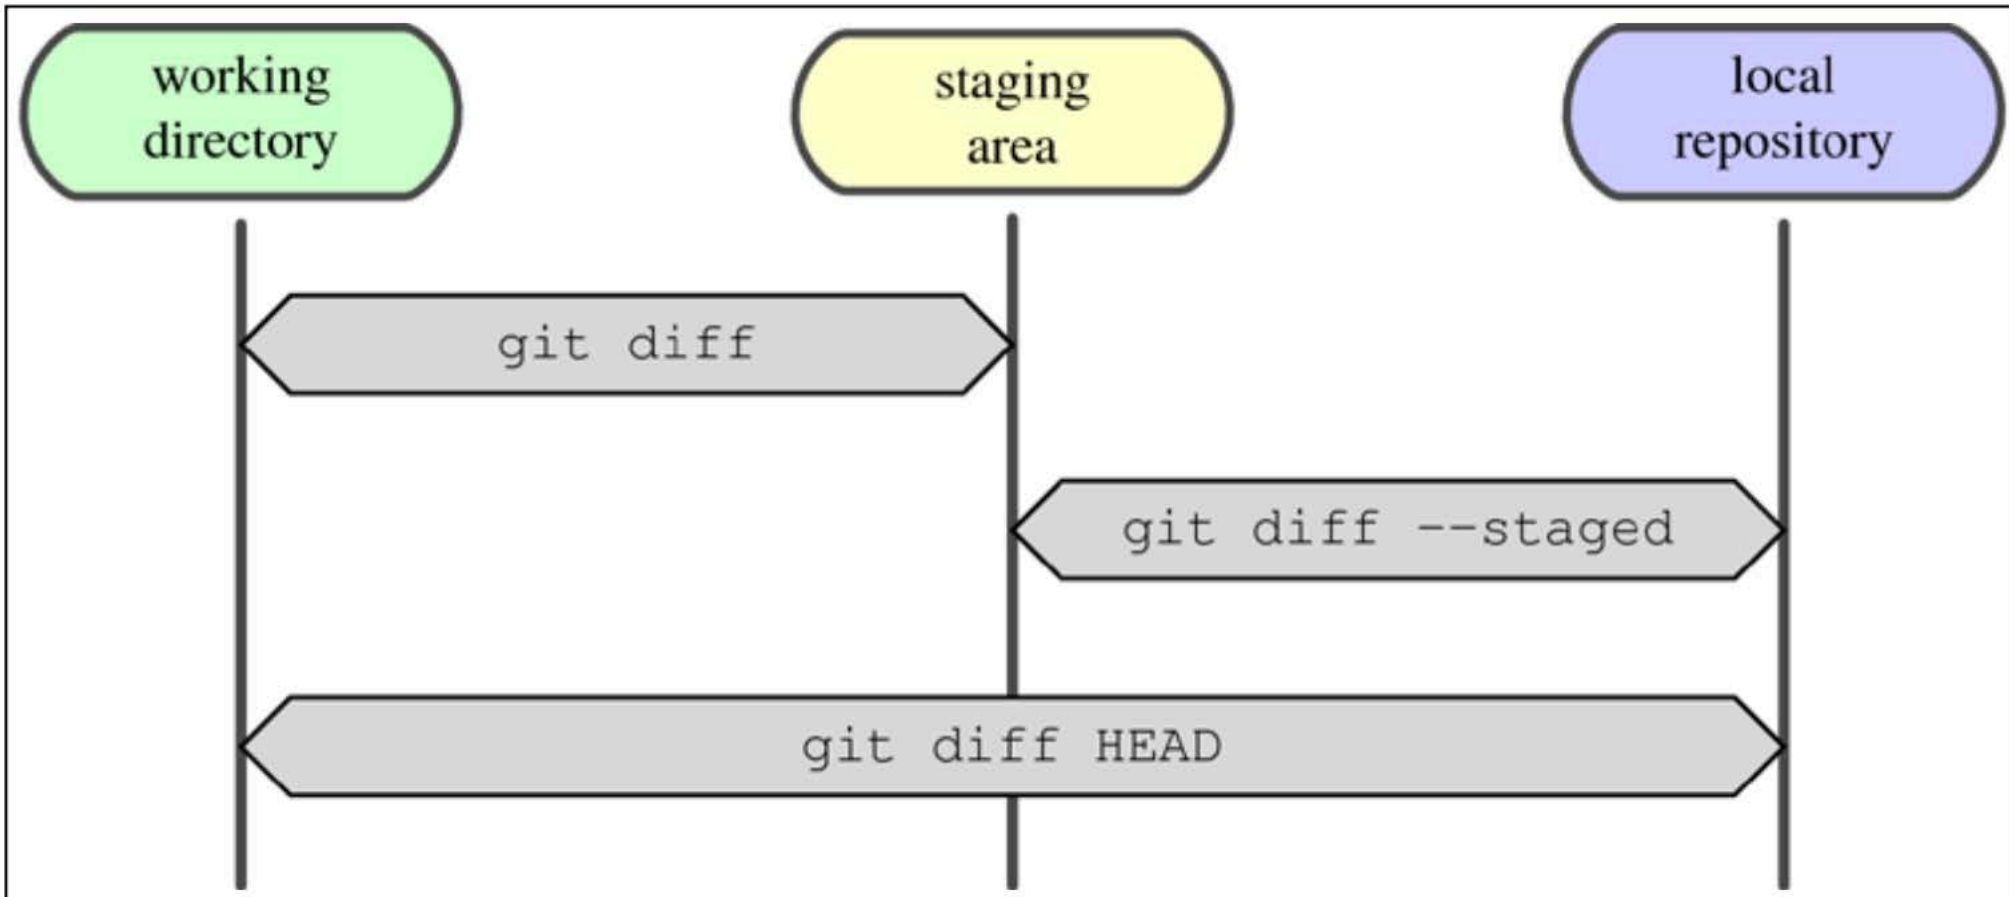 working
directory
staging
area
local
repository
git diff
git diff --staged
git diff HEAD